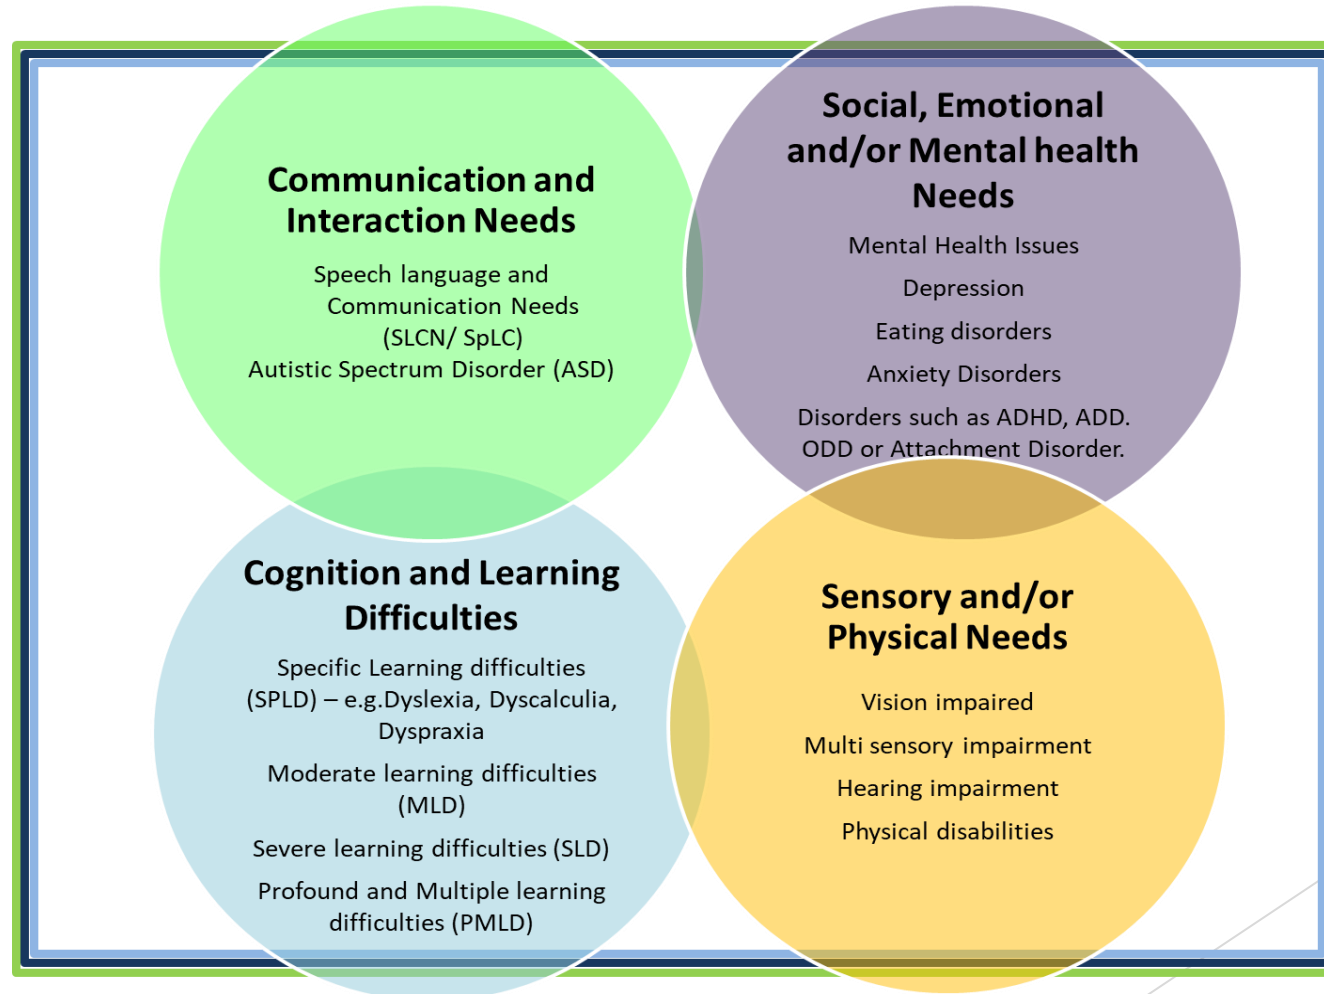 Communication and
Interaction Needs
Speech language and
Communication Needs
(SLCN/ SpLC)
Autistic Spectrum Disorder (ASD)
Social, Emotional
and/or Mental health
Needs
Mental Health Issues
Depression
Eating disorders
Anxiety Disorders
Disorders such as ADHD, ADD.
ODD or Attachment Disorder.
Cognition and Learning
Difficulties
Specific Learning difficulties
(SPLD) – e.g.Dyslexia, Dyscalculia,
Dyspraxia
Moderate learning difficulties
(MLD)
Severe learning difficulties (SLD)
Profound and Multiple learning
difficulties (PMLD)
Sensory and/or
Physical Needs
Vision impaired
Multi sensory impairment
Hearing impairment
Physical disabilities